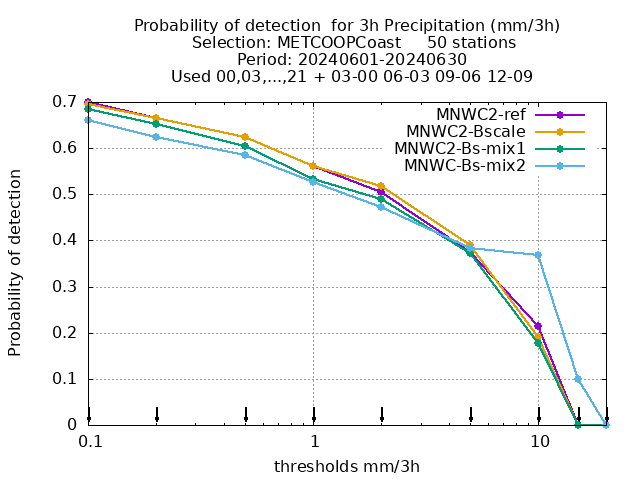 Probability of detection  for 3h Precipitation (mm/3h)
Selection: METCOOPCoast     50 stations
Period: 20240601-20240630
Used 00,03,...,21 + 03-00 06-03 09-06 12-09
MNWC2-ref
MNWC2-Bscale
MNWC2-Bs-mix1
MNWC-Bs-mix2
Probability of detection
0.7
0.6
0.5
0.4
0.3
0.2
0.1
0
0.1 1 10
thresholds mm/3h